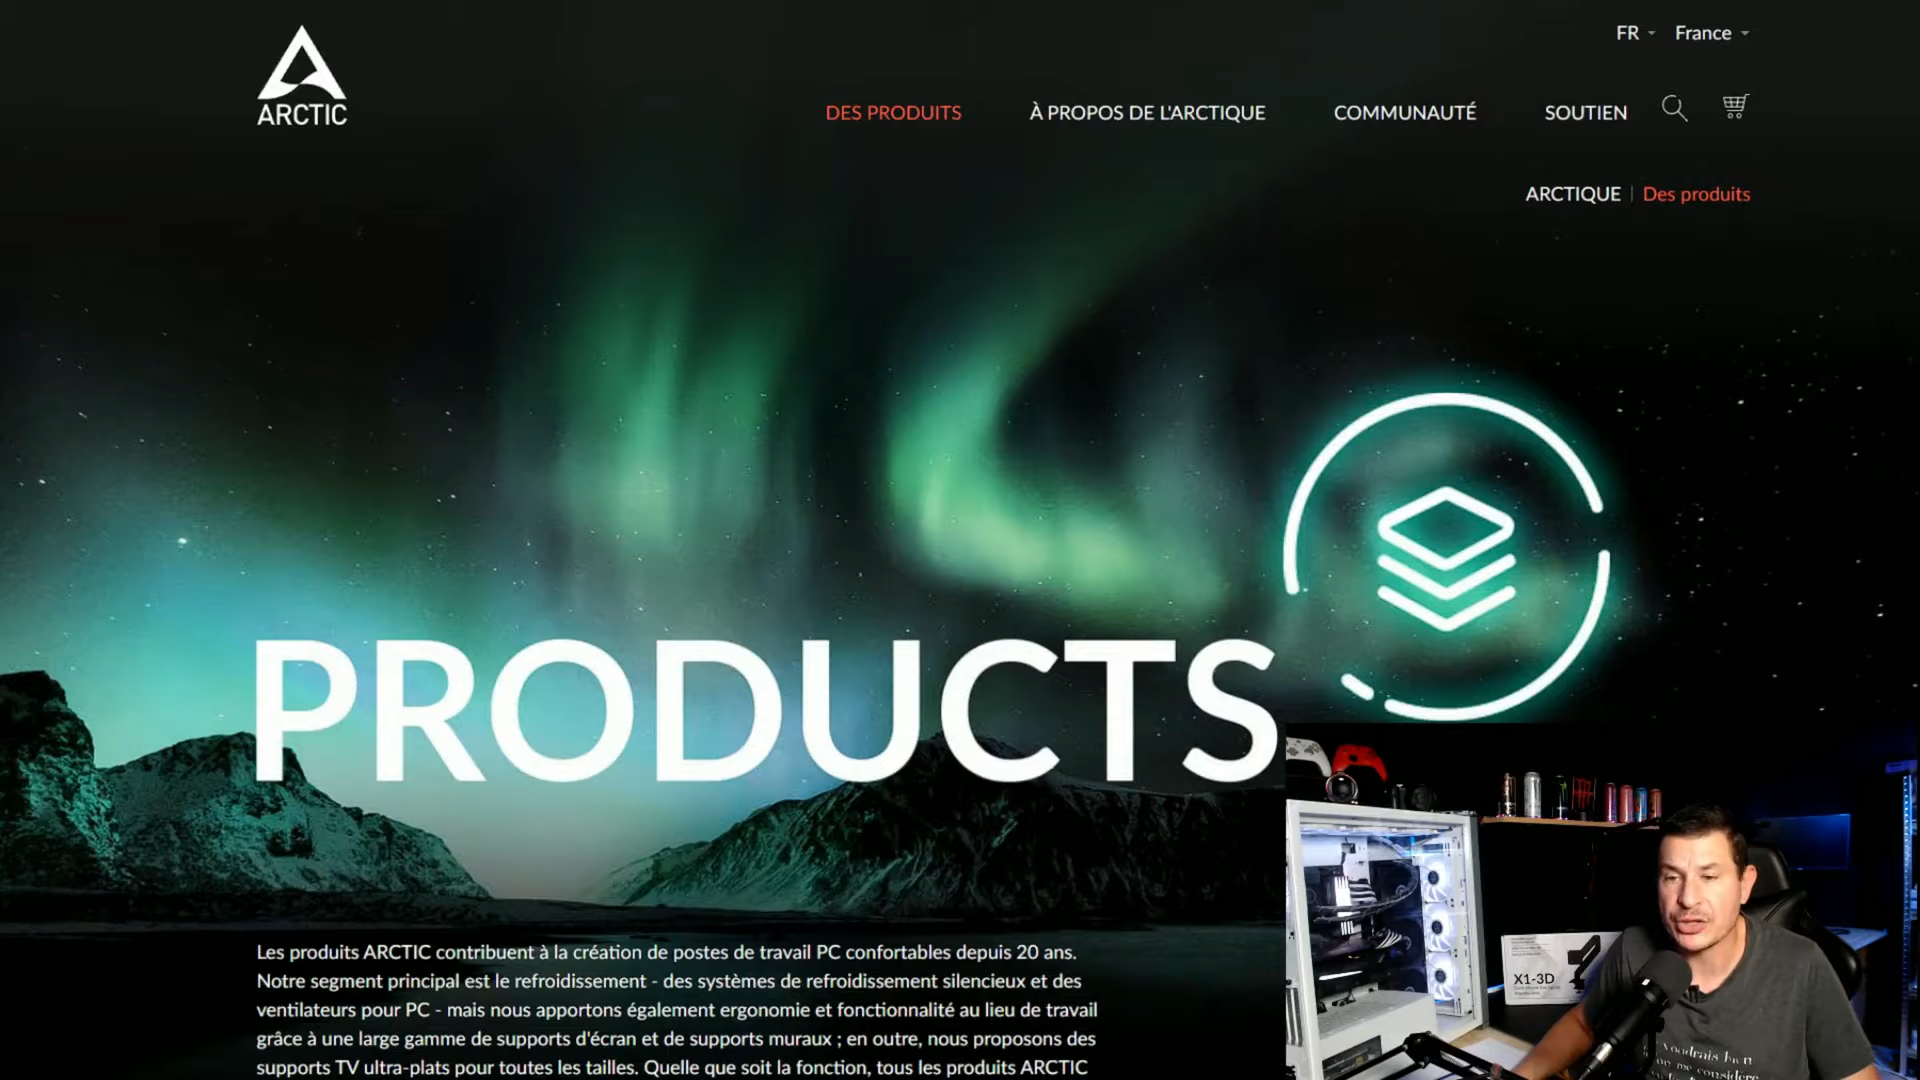 FR France
ARCTIC
DES PRODUITS À PROPOS DE L'ARCTIQUE COMMUNAUTÉ SOUTIEN
ARCTIQUE | Des produits
PRODUCTS
Les produits ARCTIC contribuent à la création de postes de travail PC confortables depuis 20 ans.
Notre segment principal est le refroidissement - des systèmes de refroidissement silencieux et des
ventilateurs pour PC - mais nous apportons également ergonomie et fonctionnalité au lieu de travail
grâce à une large gamme de supports d'écran et de supports muraux ; en outre, nous proposons des
supports TV ultra-plats pour toutes les tailles. Quelle que soit la fonction, tous les produits ARCTIC
X1-3D